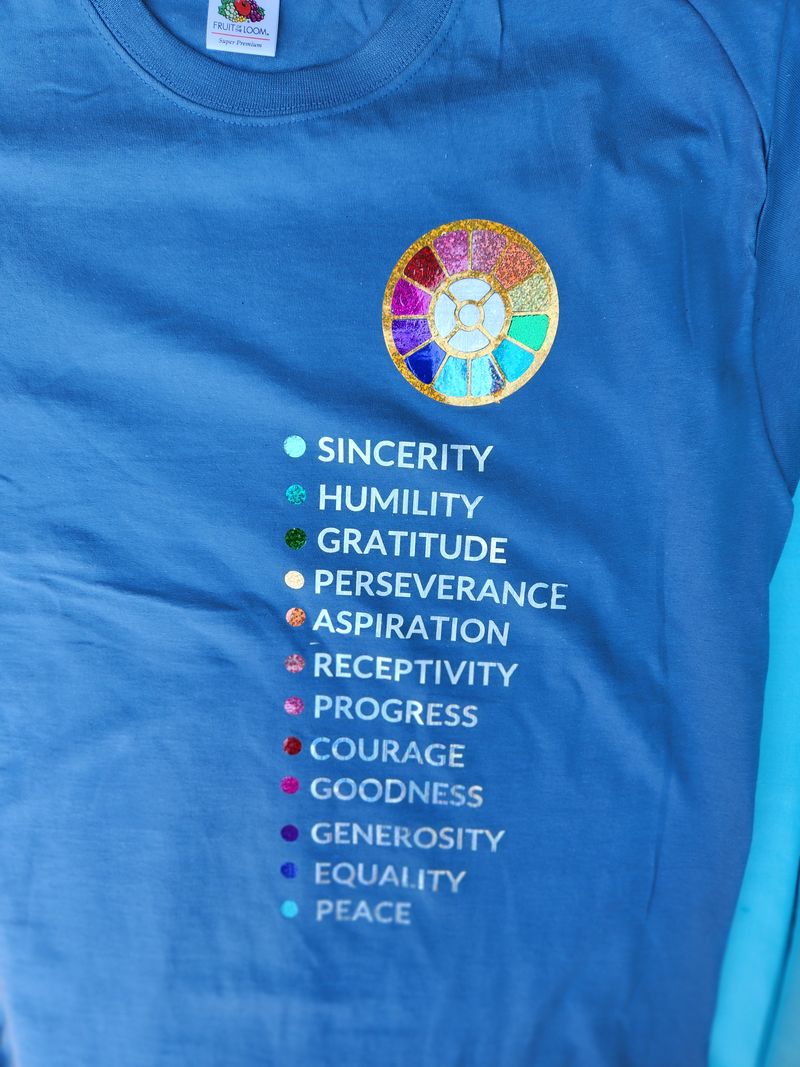 FRUIT OF THE LOOM®
Super Premium
SINCERITY
HUMILITY
GRATITUDE
PERSEVERANCE
ASPIRATION
RECEPTIVITY
PROGRESS
COURAGE
GOODNESS
GENEROSITY
EQUALITY
PEACE